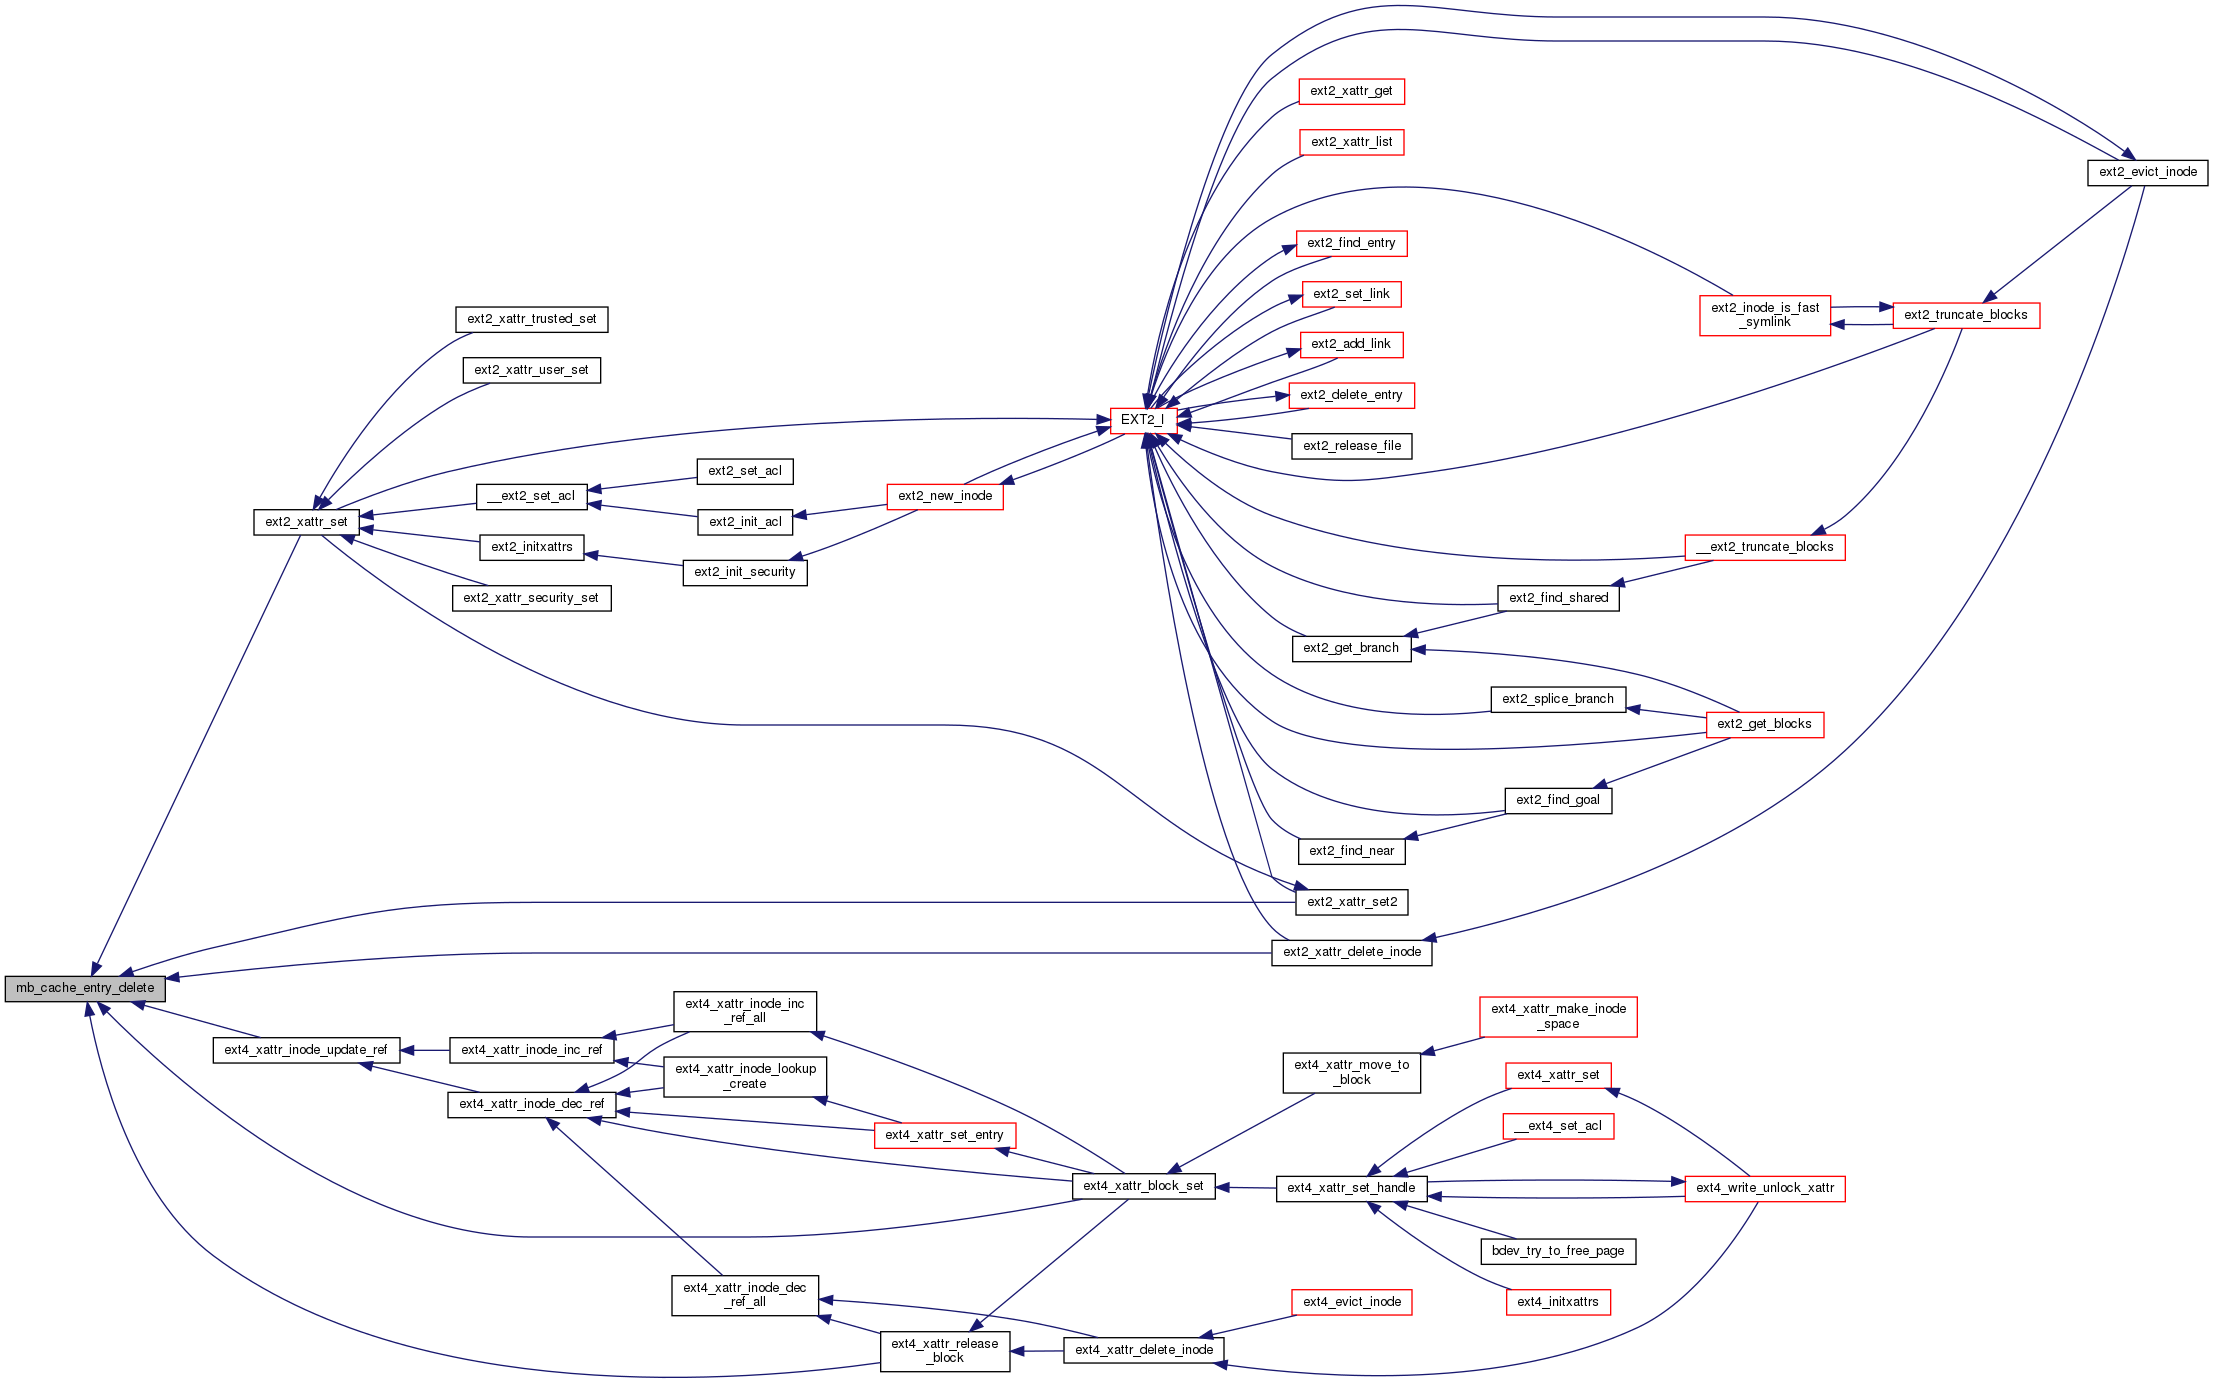 ext2_xattr_get
ext2_xattr_list
ext2_evict_inode
ext2_find_entry
ext2_set_link
ext2_inode_is_fast
_symlink
ext2_truncate_blocks
ext2_xattr_trusted_set
ext2_add_link
ext2_xattr_user_set
ext2_delete_entry
EXT2_I
ext2_release_file
ext2_set_acl
__ext2_set_acl
ext2_new_inode
ext2_xattr_set
ext2_init_acl
ext2_initxattrs
__ext2_truncate_blocks
ext2_init_security
ext2_xattr_security_set
ext2_find_shared
ext2_get_branch
ext2_splice_branch
ext2_get_blocks
ext2_find_goal
ext2_find_near
ext2_xattr_set2
ext2_xattr_delete_inode
mb_cache_entry_delete
ext4_xattr_inode_inc
_ref_all
ext4_xattr_make_inode
_space
ext4_xattr_inode_update_ref
ext4_xattr_inode_inc_ref
ext4_xattr_inode_lookup
_create
ext4_xattr_move_to
_block
ext4_xattr_set
ext4_xattr_inode_dec_ref
__ext4_set_acl
ext4_xattr_set_entry
ext4_xattr_block_set
ext4_xattr_set_handle
ext4_write_unlock_xattr
bdev_try_to_free_page
ext4_xattr_inode_dec
_ref_all
ext4_evict_inode
ext4_initxattrs
ext4_xattr_release
_block
ext4_xattr_delete_inode